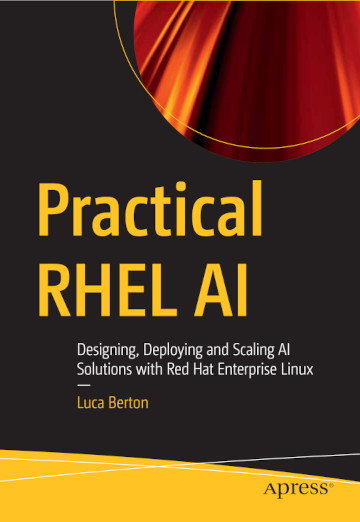 Practical
RHEL AI
Designing, Deploying and Scaling AI
Solutions with Red Hat Enterprise Linux
Luca Berton
Apress®